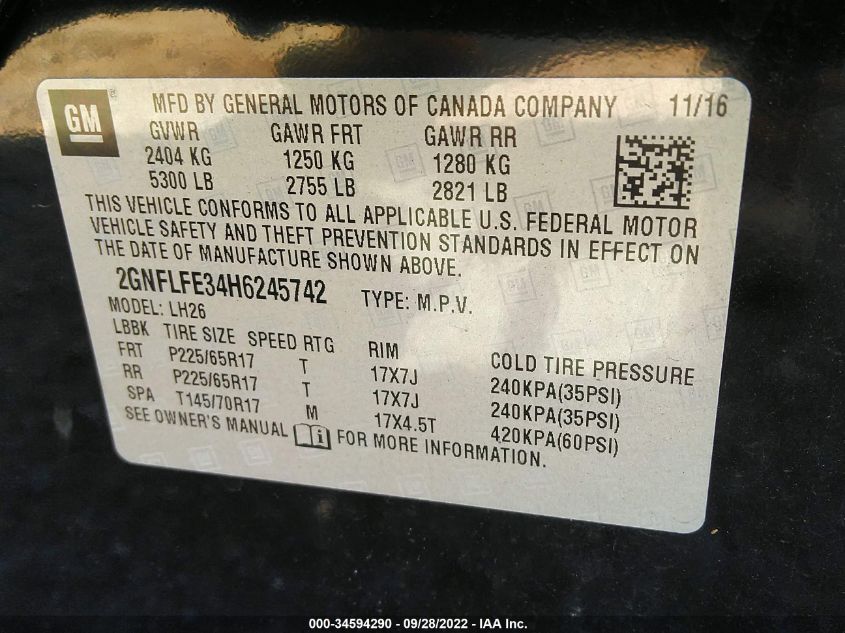 GM MFD BY GENERAL MOTORS OF CANADA COMPANY 11/16
GVWR GAWR FRT GAWR RR
2404 KG 1250 KG 1280 KG
5300 LB 2755 LB 2821 LB
THIS VEHICLE CONFORMS TO ALL APPLICABLE U.S. FEDERAL MOTOR
VEHICLE SAFETY AND THEFT PREVENTION STANDARDS IN EFFECT ON
THE DATE OF MANUFACTURE SHOWN ABOVE.
2GNFLFE34H6245742 TYPE: M.P.V.
MODEL: LH26
LBBK TIRE SIZE SPEED RTG RIM COLD TIRE PRESSURE
FRT P225/65R17 T 17X7J 240KPA(35PSI)
RR P225/65R17 T 17X7J 240KPA(35PSI)
SPA T145/70R17 M 17X4.5T 420KPA(60PSI)
SEE OWNER'S MANUAL i FOR MORE INFORMATION.
000-34594290 - 09/28/2022 - IAA Inc.